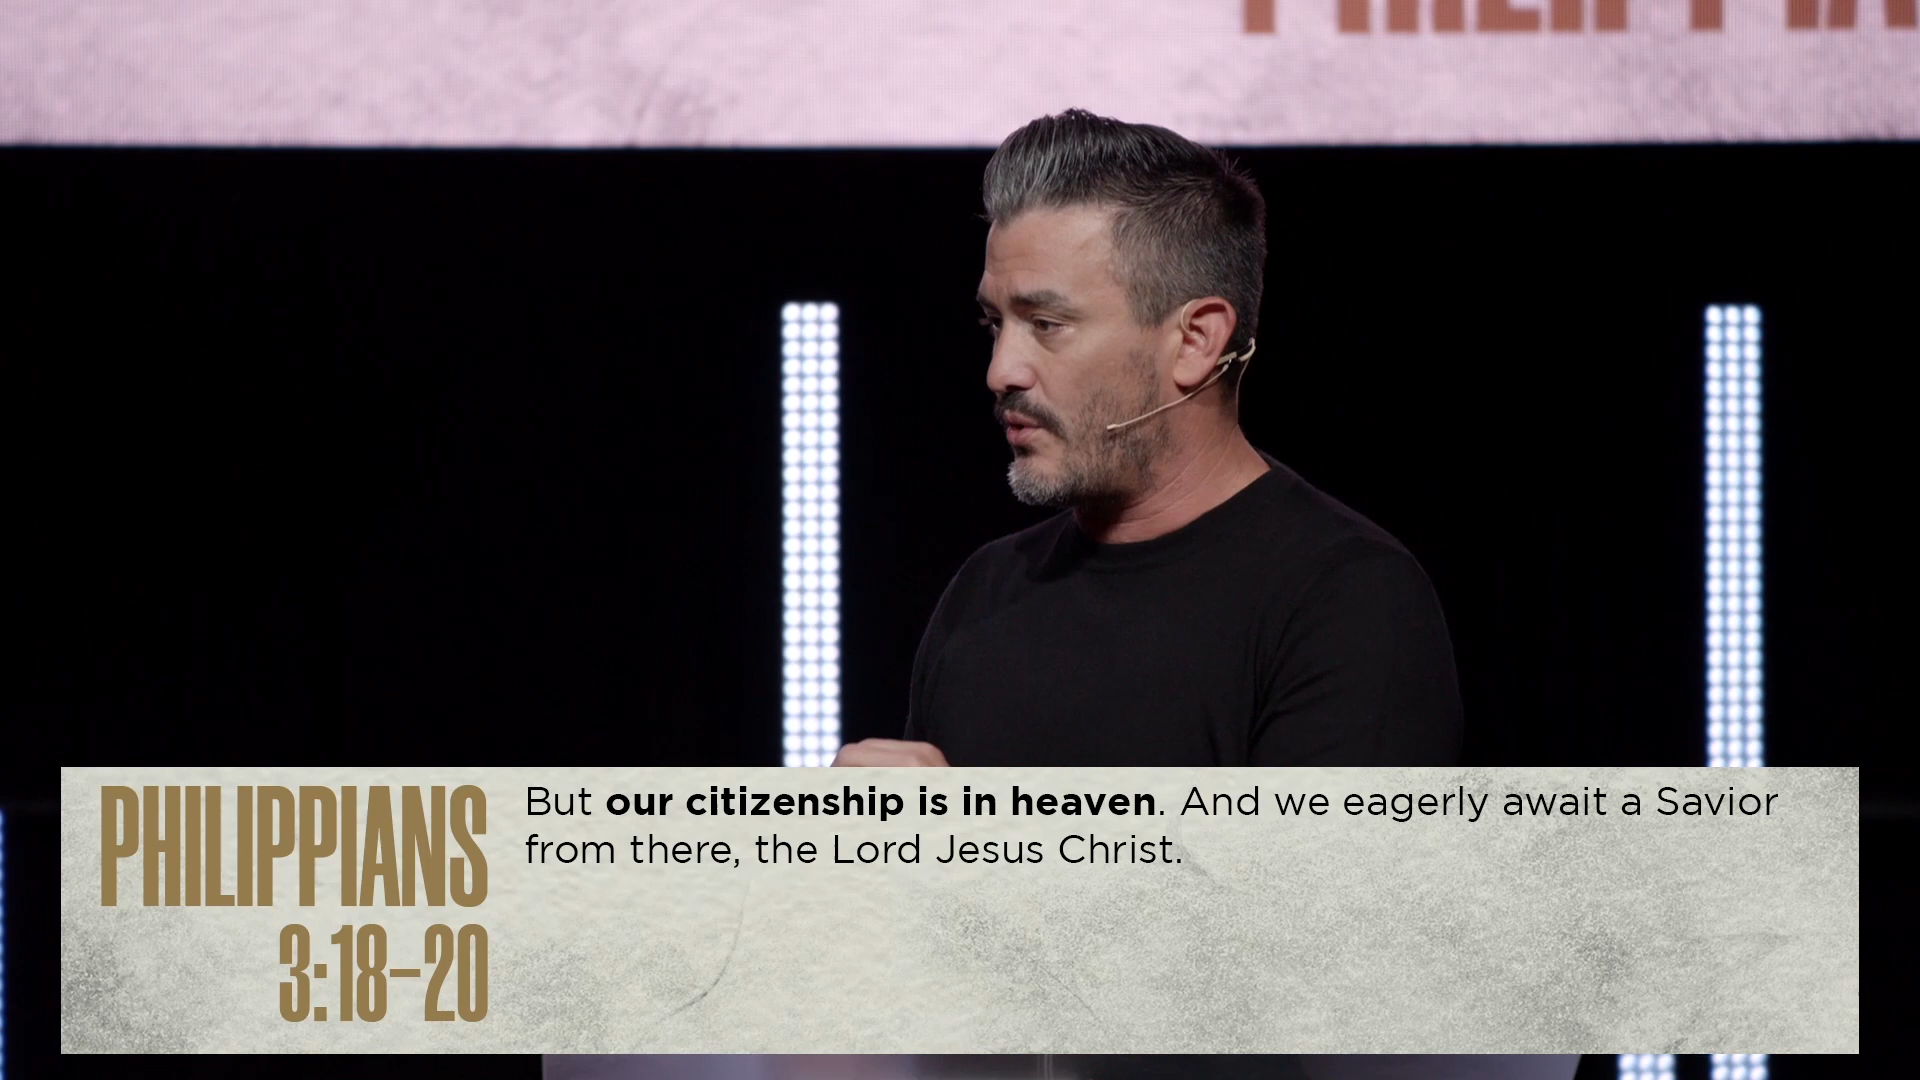 PHILIPPIANS
PHILIPPIANS
3:18–20
But our citizenship is in heaven. And we eagerly await a Savior
from there, the Lord Jesus Christ.